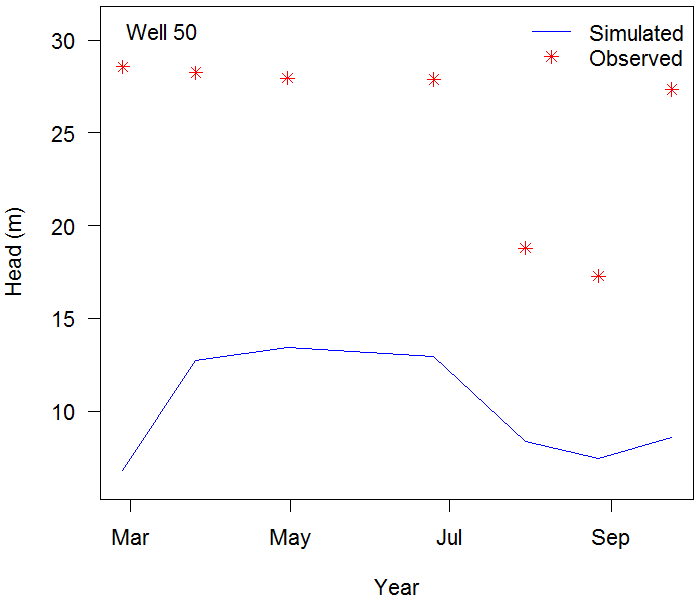 Well 50
Simulated
Observed
30
25
20
15
10
Head (m)
Mar May Jul Sep
Year